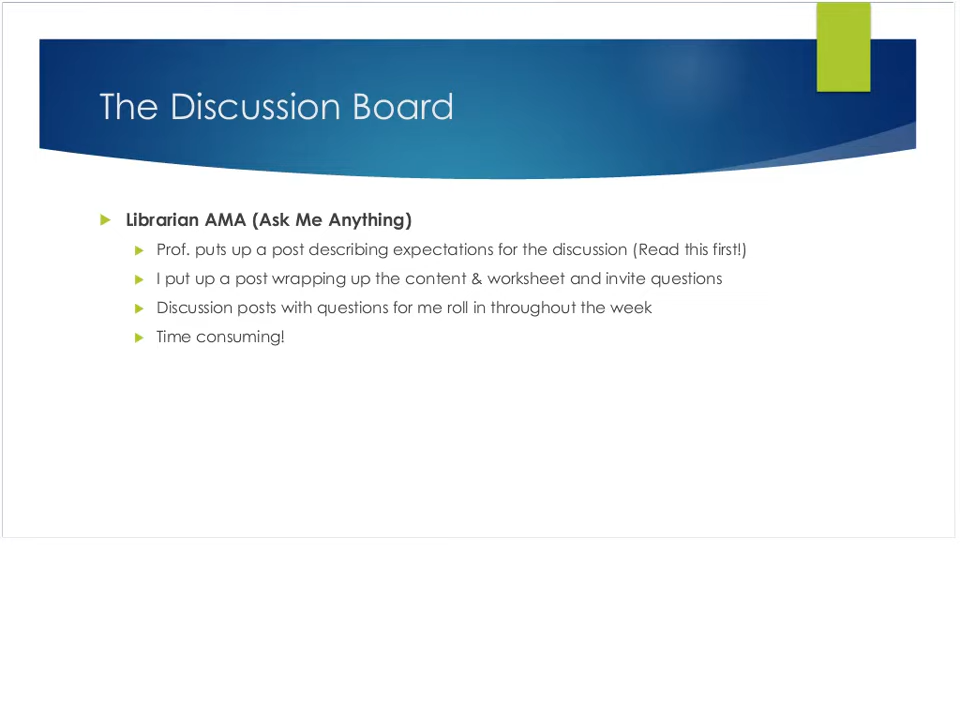 The Discussion Board
Librarian AMA (Ask Me Anything)
Prof. puts up a post describing expectations for the discussion (Read this first!)
I put up a post wrapping up the content & worksheet and invite questions
Discussion posts with questions for me roll in throughout the week
Time consuming!